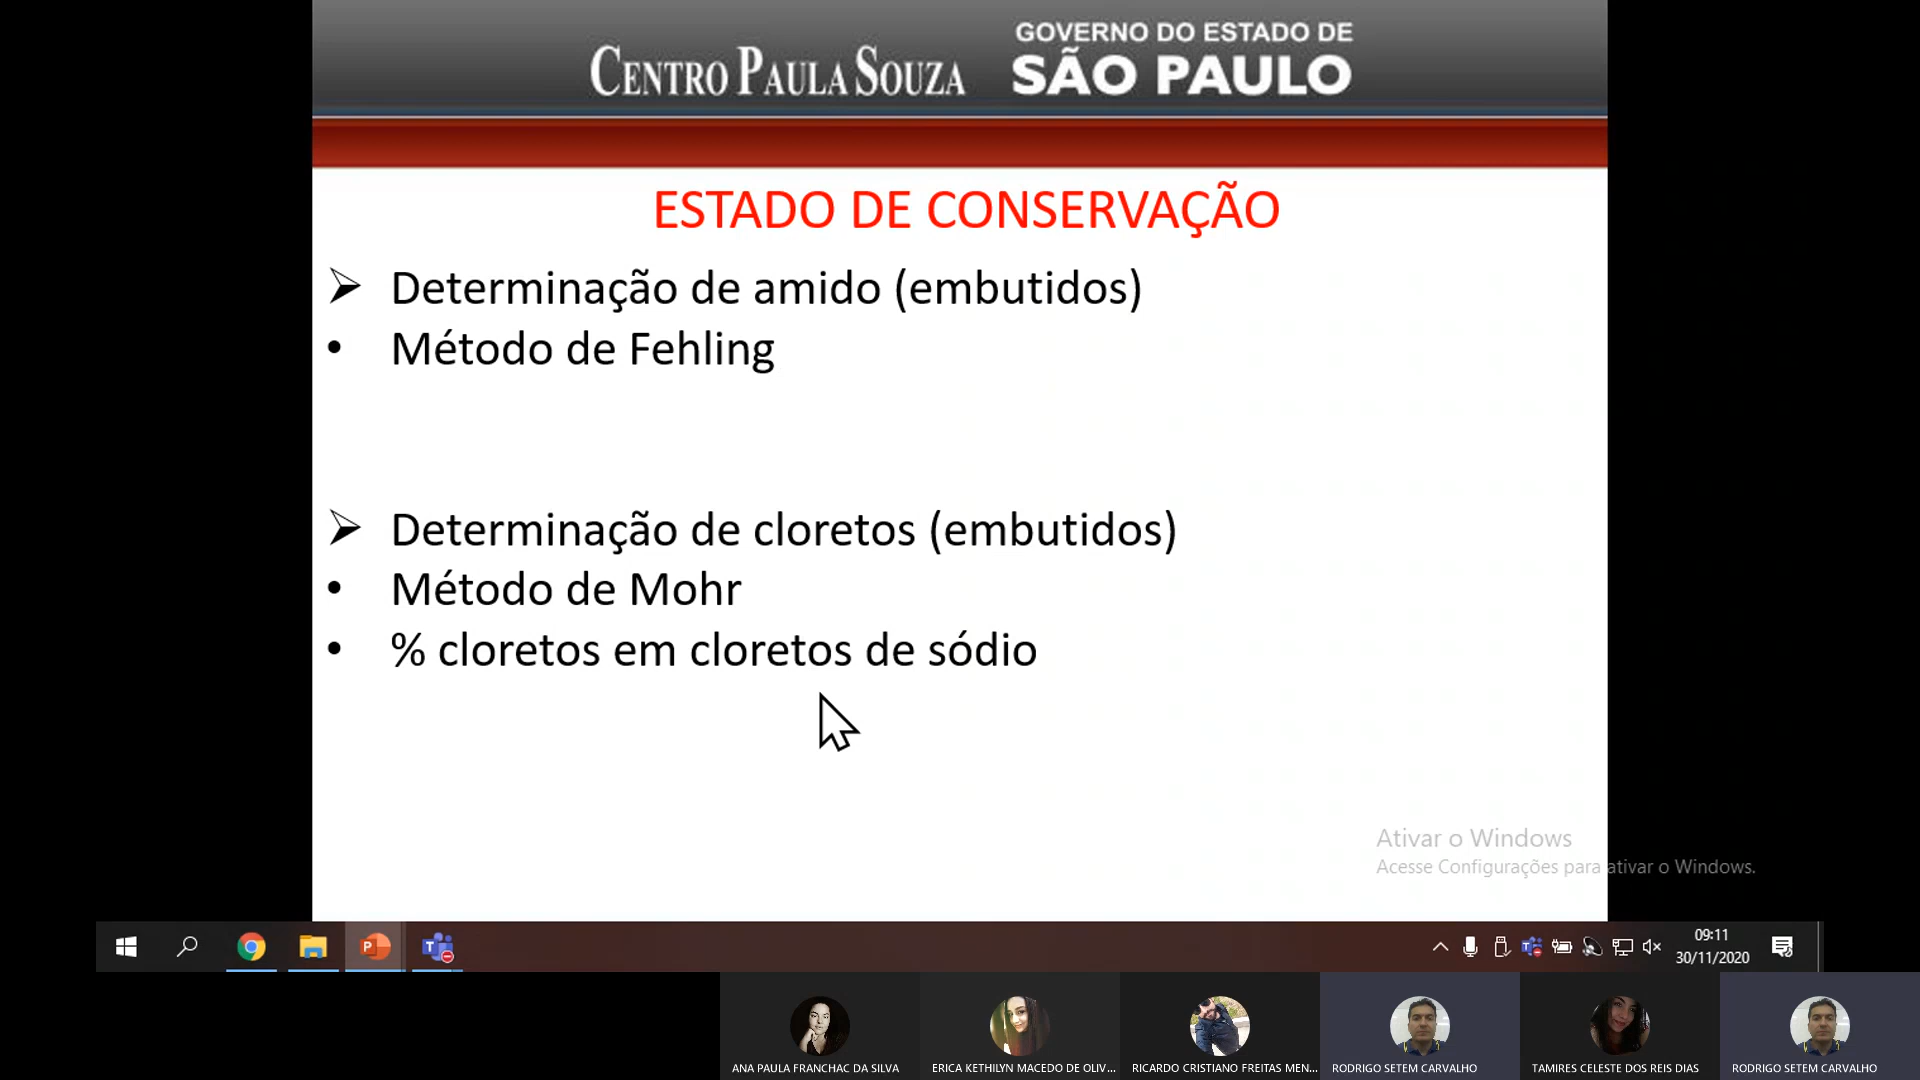 CENTRO PAULA SOUZA
GOVERNO DO ESTADO DE
SÃO PAULO
ESTADO DE CONSERVAÇÃO
➢ Determinação de amido (embutidos)
• Método de Fehling
➢ Determinação de cloretos (embutidos)
• Método de Mohr
• % cloretos em cloretos de sódio
Ativar o Windows
Acesse Configurações para ativar o Windows.
09:11
30/11/2020
ANA PAULA FRANCHAC DA SILVA
ERICA KETHILYN MACEDO DE OLIV...
RICARDO CRISTIANO FREITAS MEN...
RODRIGO SETEM CARVALHO
TAMIRES CELESTE DOS REIS DIAS
RODRIGO SETEM CARVALHO